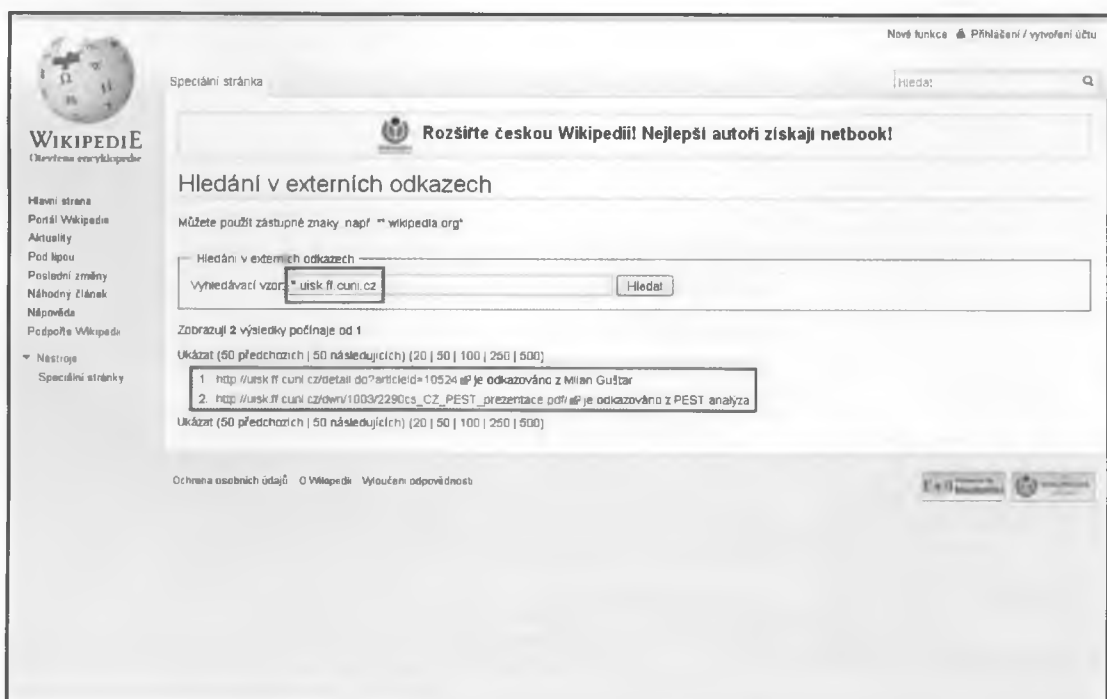 Nové funkce Přihlášení / vytvoření účtu
Speciální stránka
Hledat
WIKIPEDIE
Otevřená encyklopedie
Rozšiřte českou Wikipedii! Nejlepší autoři získají netbook!
Hledání v externích odkazech
Hlavní strana
Portál Wikipedie
Aktuality
Pod lípou
Poslední změny
Náhodný článek
Nápověda
Podpořte Wikipedii
Nástroje
Speciální stránky
Můžete použít zástupné znaky např "*.wikipedia.org"
Hledání v externích odkazech
Vyhledávací vzor: *.uisk.ff.cuni.cz Hledat
Zobrazuji 2 výsledky počínaje od 1
Ukázat (50 předchozích | 50 následujících) (20 | 50 | 100 | 250 | 500)
1. http://uisk.ff.cuni.cz/detail.do?articleId=10524 je odkazováno z Milan Guštar
2. http://uisk.ff.cuni.cz/dwn/1003/2290cs_CZ_PEST_prezentace.pdf/ je odkazováno z PEST analýza
Ukázat (50 předchozích | 50 následujících) (20 | 50 | 100 | 250 | 500)
Ochrana osobních údajů O Wikipedii Vyloučení odpovědnosti